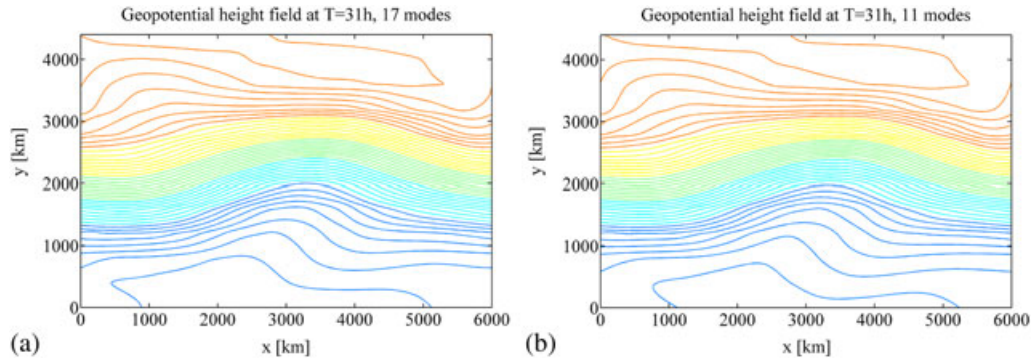 Geopotential height field at T=31h, 17 modes
4000
3000
2000
1000
0
y [km]
0 1000 2000 3000 4000 5000 6000
x [km]
(a)
Geopotential height field at T=31h, 11 modes
4000
3000
2000
1000
0
y [km]
0 1000 2000 3000 4000 5000 6000
x [km]
(b)